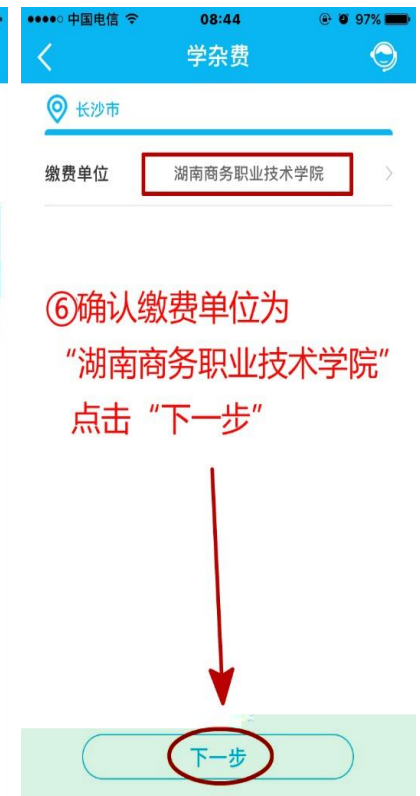 中国电信 08:44 97%
学杂费
长沙市
缴费单位 湖南商务职业技术学院
⑥确认缴费单位为
“湖南商务职业技术学院”
点击“下一步”
下一步